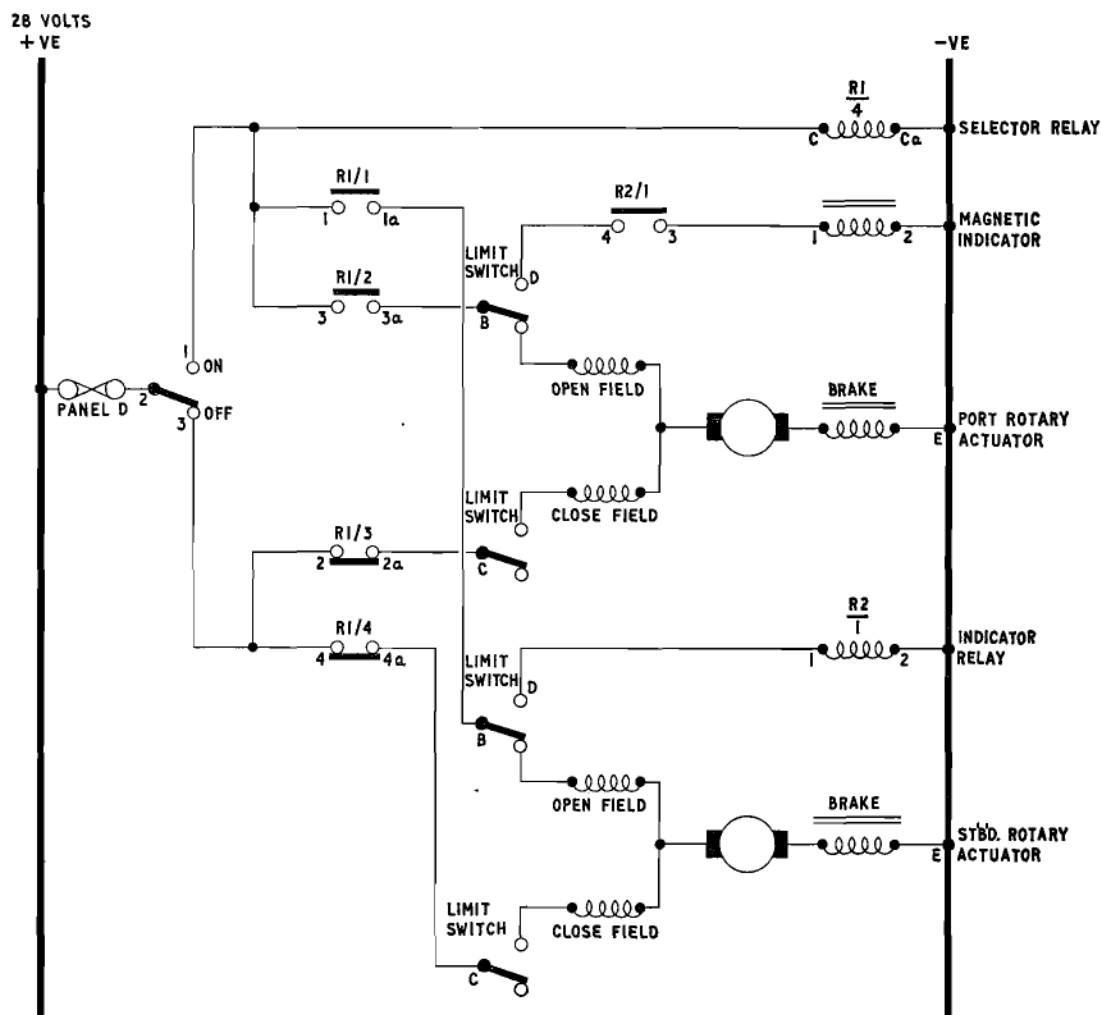 28 VOLTS
+ VE
-VE
R1
4
C
Ca
SELECTOR RELAY
R1/1
1
1a
R2/1
4
3
1
2
MAGNETIC
INDICATOR
LIMIT
SWITCH
D
R1/2
3
3a
B
1
ON
OPEN FIELD
PANEL D
2
3
OFF
BRAKE
E
PORT ROTARY
ACTUATOR
LIMIT
SWITCH
CLOSE FIELD
R1/3
2
2a
C
R2
1
R1/4
4
4a
1
2
INDICATOR
RELAY
LIMIT
SWITCH
D
B
OPEN FIELD
BRAKE
E
STBD. ROTARY
ACTUATOR
LIMIT
SWITCH
CLOSE FIELD
C